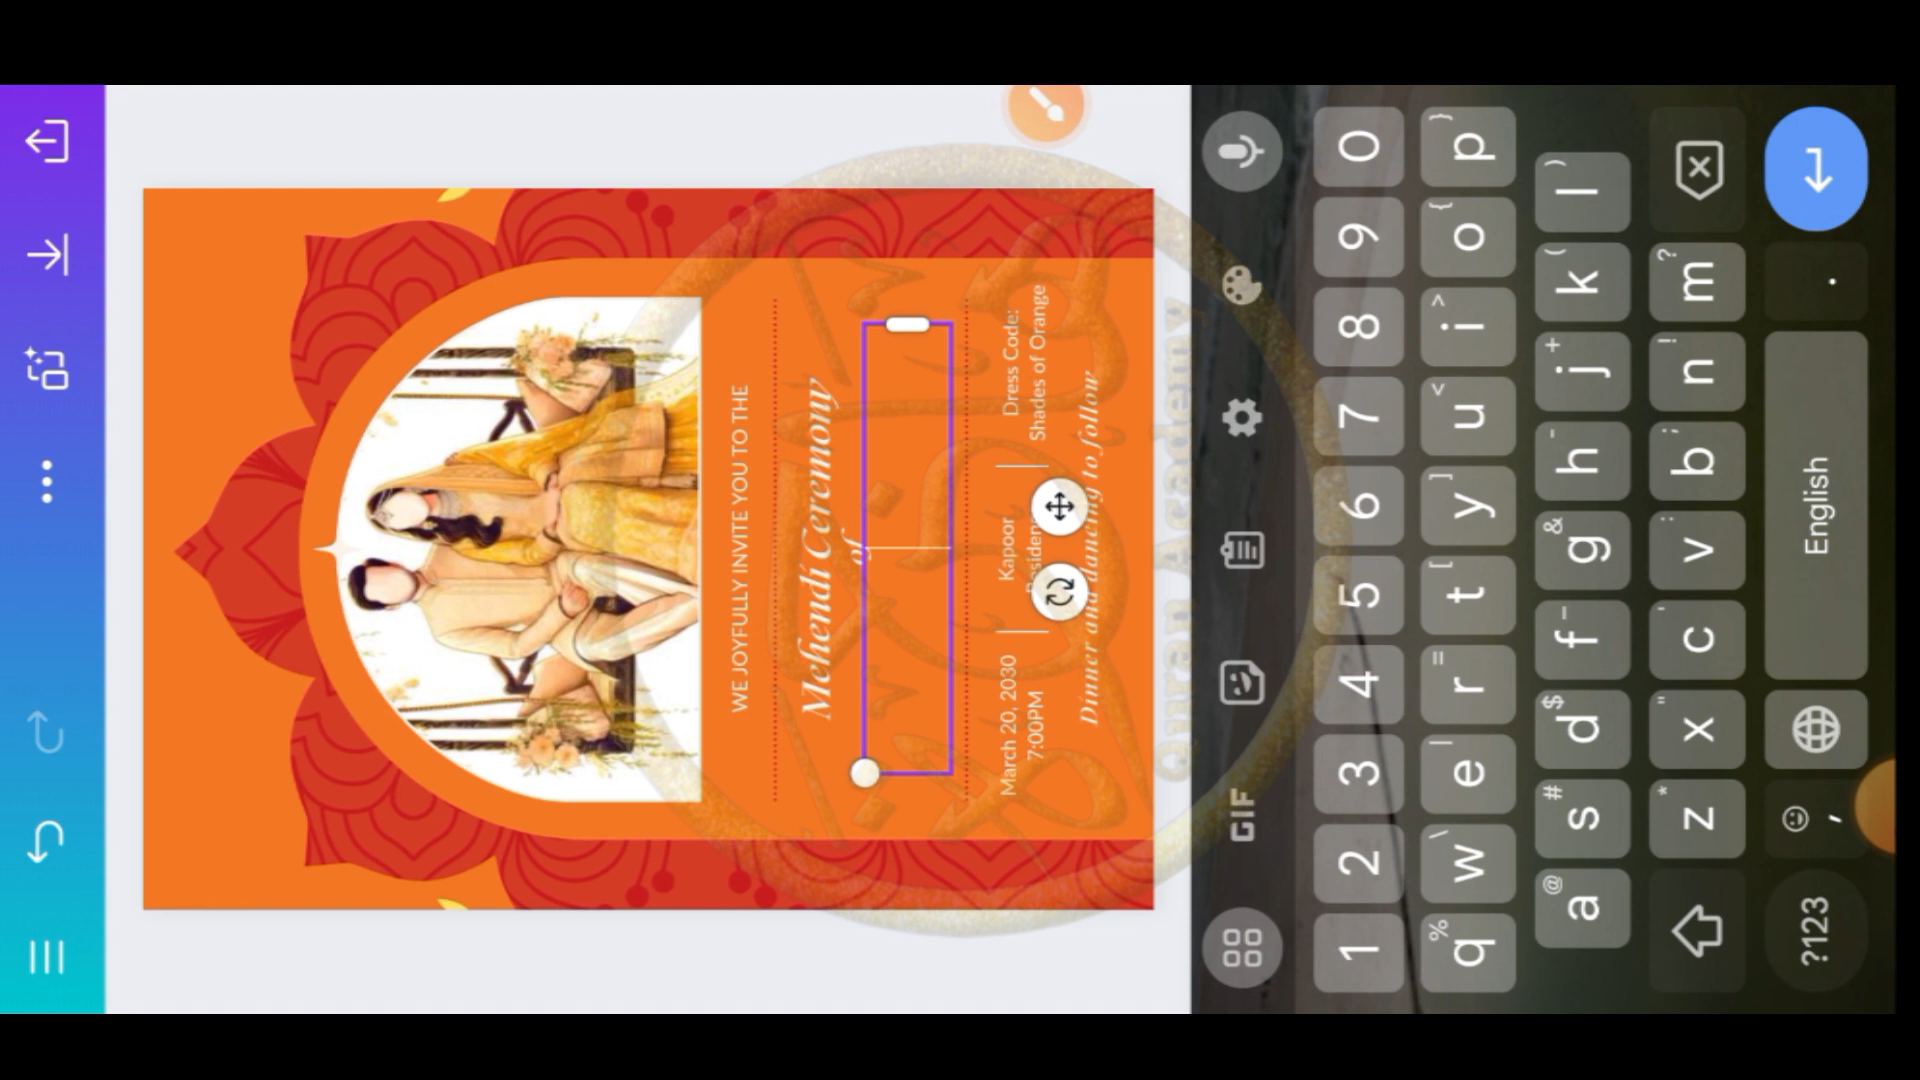 WE JOYFULLY INVITE YOU TO THE
Mehendi Ceremony
of
March 20, 2030
7:00PM
Kapoor
Dress Code:
Shades of Orange
Dinner and dancing to follow
GIF
1 2 3 4 5 6 7 8 9 0
q w e r t y u i o p
% \ | = [ ] < > { }
a s d f g h j k l
@ # $ _ & - + ( )
z x c v b n m
* " ' : ; ! ?
?123 , English .